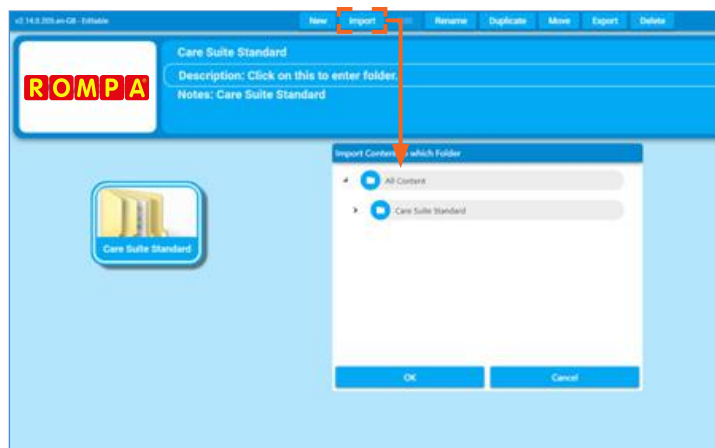 v2.14.0.209.en-GB - Editable
New Import Rename Duplicate Move Export Delete
ROMPA
Care Suite Standard
Description: Click on this to enter folder.
Notes: Care Suite Standard
Import Content which Folder
All Content
Care Suite Standard
Care Suite Standard
OK Cancel